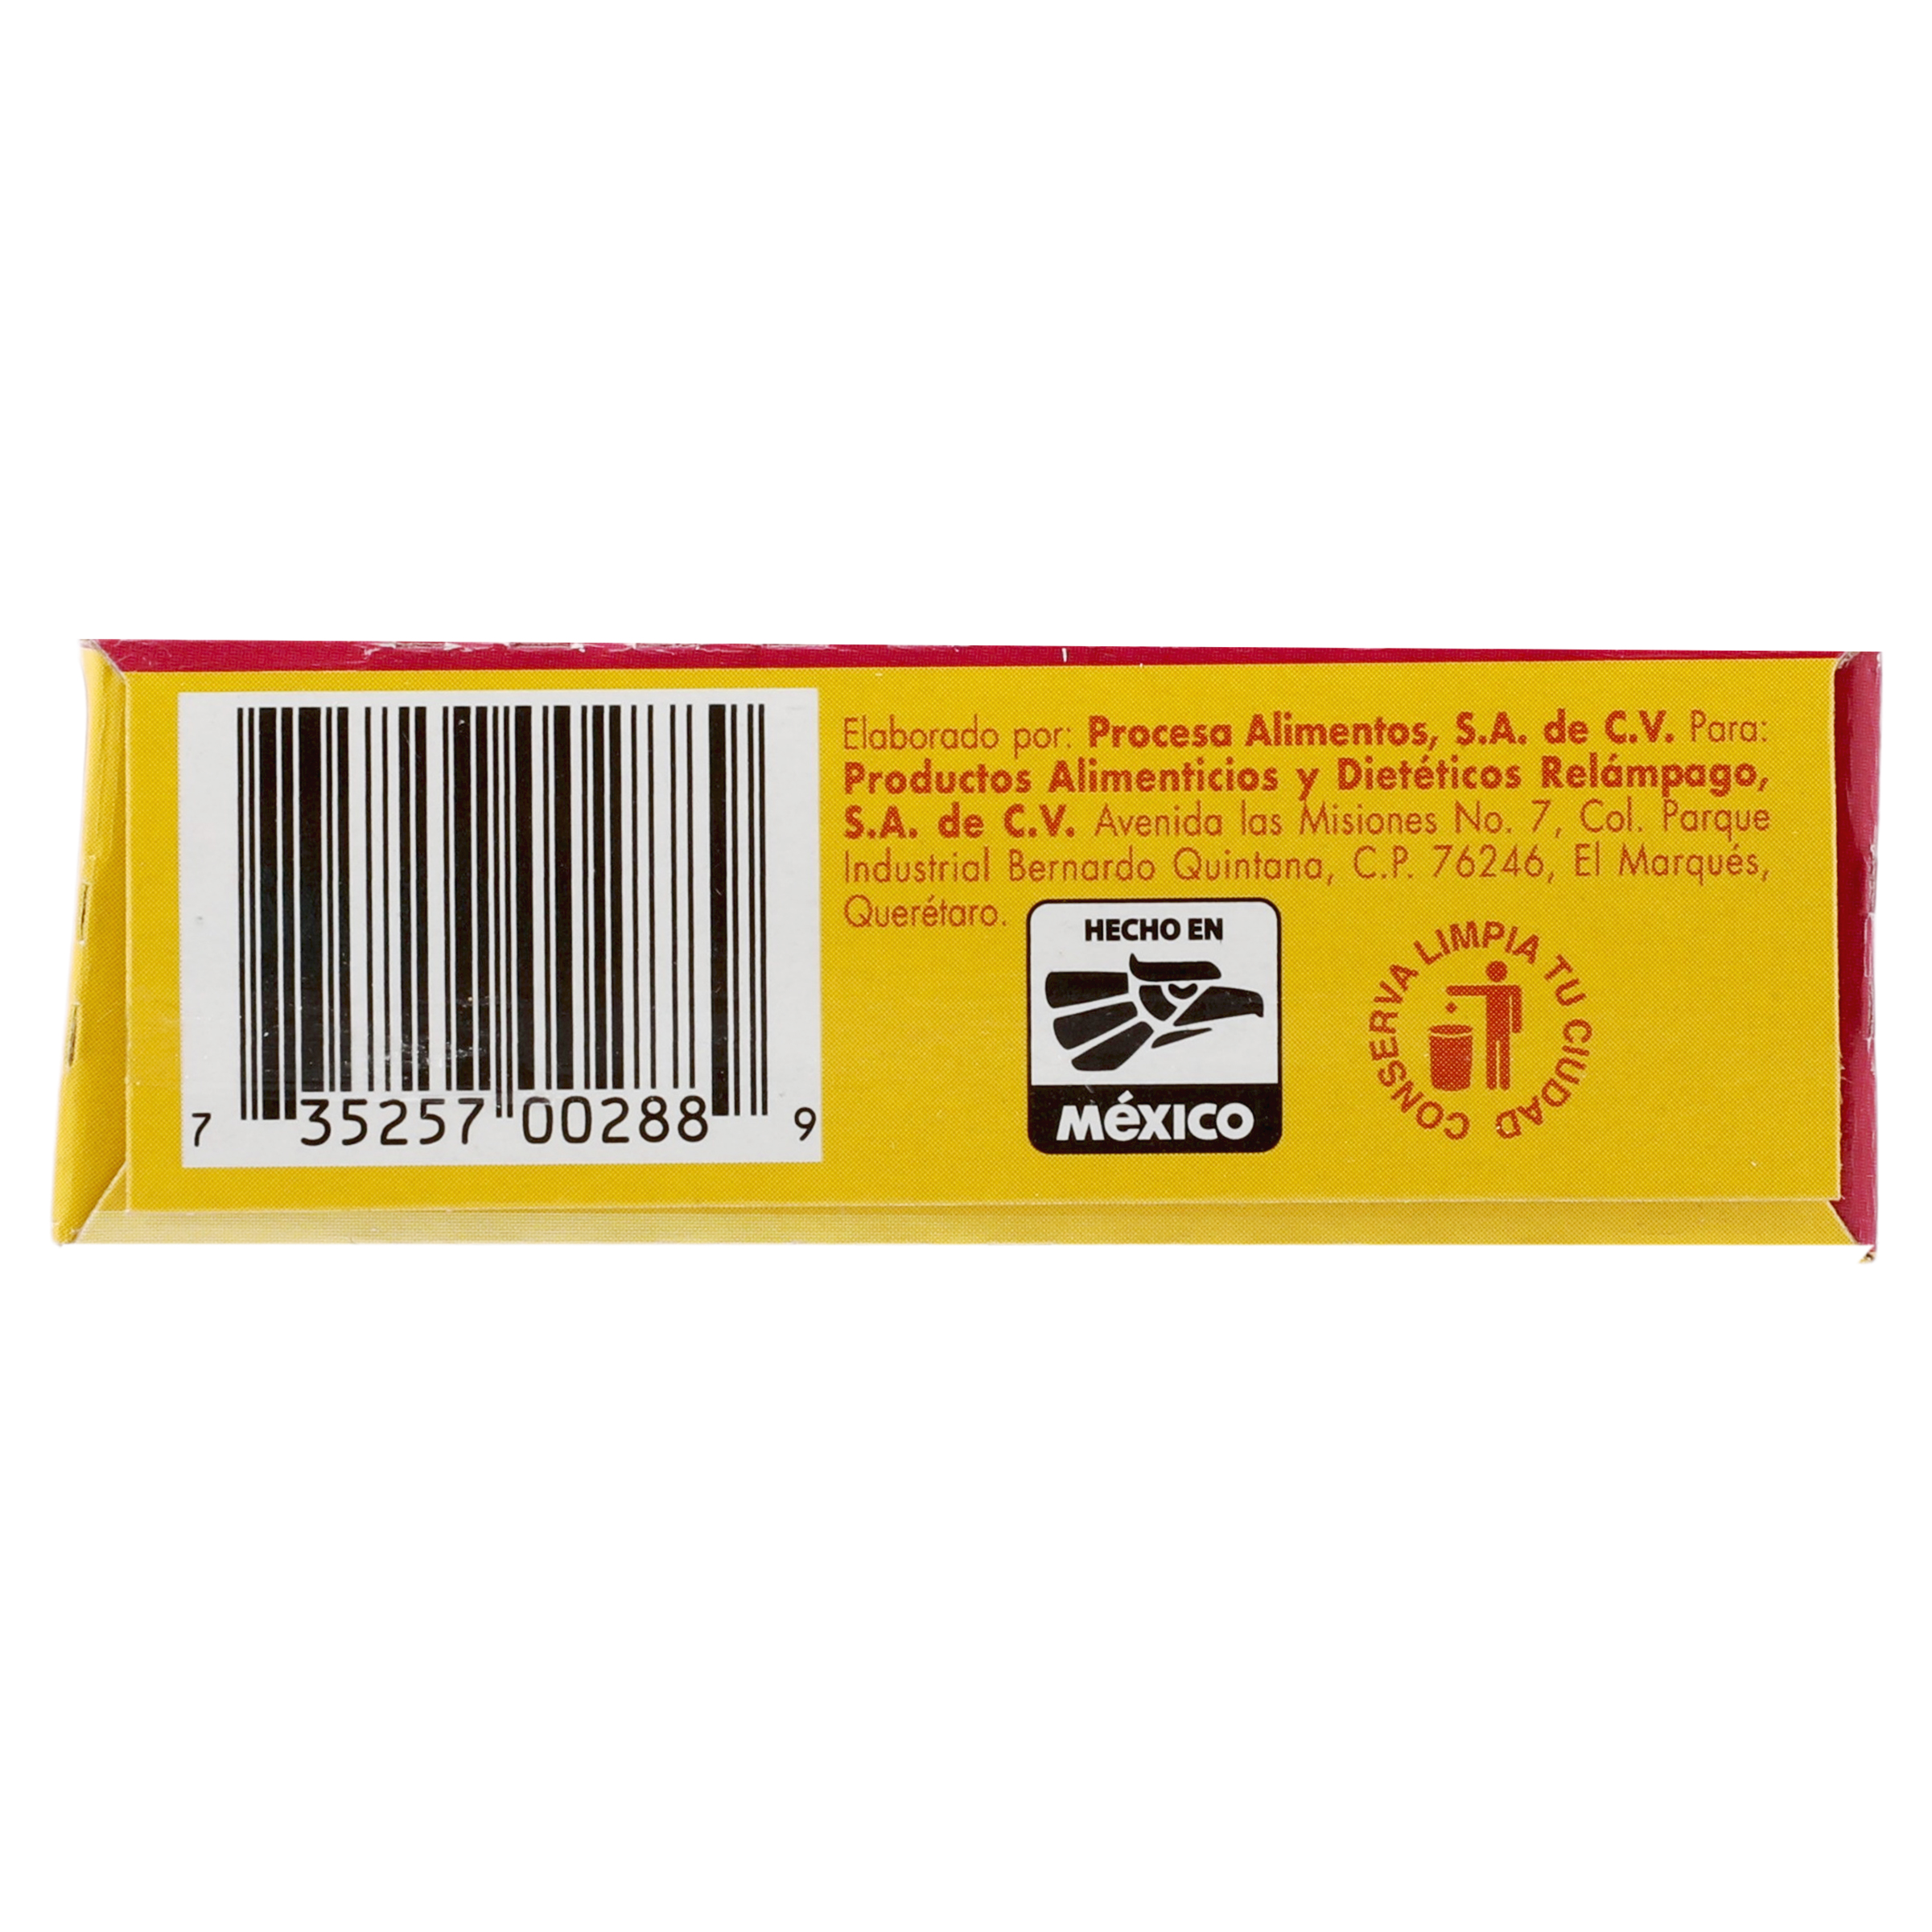 7 35257 00288 9
Elaborado por: Procesa Alimentos, S.A. de C.V. Para:
Productos Alimenticios y Dietéticos Relámpago,
S.A. de C.V. Avenida las Misiones No. 7, Col. Parque
Industrial Bernardo Quintana, C.P. 76246, El Marqués,
Querétaro.
HECHO EN
MéXICO
CONSERVA LIMPIA TU CIUDAD